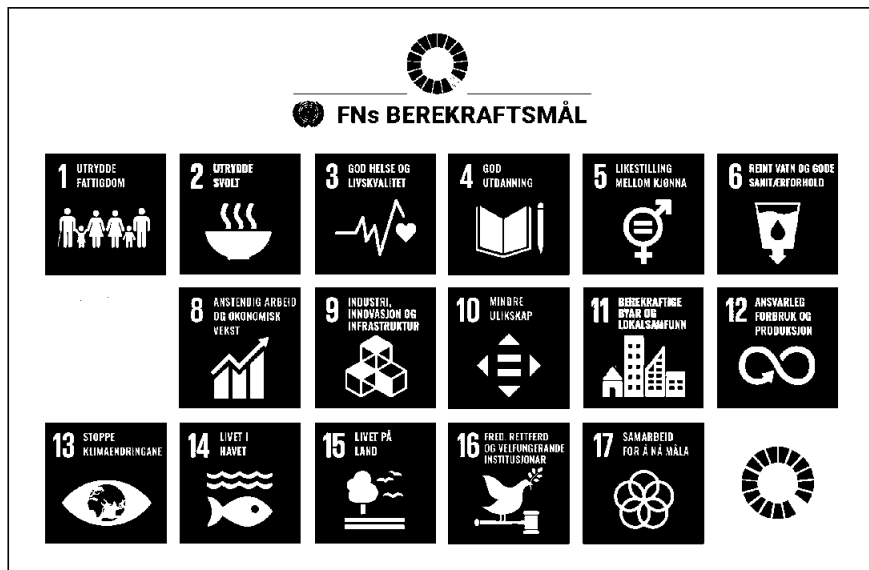 FNs BEREKRAFTSMÅL
1 UTRYDDE
FATTIGDOM
2 UTRYDDE
SVOLT
3 GOD HELSE OG
LIVSKVALITET
4 GOD
UTDANNING
5 LIKESTILLING
MELLOM KJØNNA
6 REINT VATN OG GODE
SANITÆRFORHOLD
8 ANSTENDIG ARBEID
OG ØKONOMISK
VEKST
9 INDUSTRI,
INNOVASJON OG
INFRASTRUKTUR
10 MINDRE
ULIKSKAP
11 BEREKRAFTIGE
BYAR OG
LOKALSAMFUNN
12 ANSVARLEG
FORBRUK OG
PRODUKSJON
13 STOPPE
KLIMAENDRINGANE
14 LIVET I
HAVET
15 LIVET PÅ
LAND
16 FRED, RETTFERD
OG VELFUNGERANDE
INSTITUSJONAR
17 SAMARBEID
FOR Å NÅ MÅLA